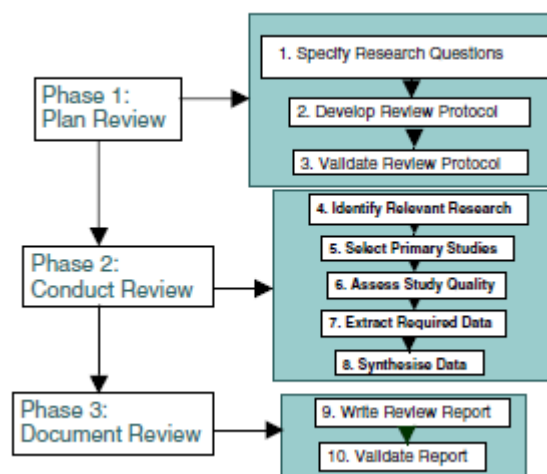 Phase 1:
Plan Review
1. Specify Research Questions
2. Develop Review Protocol
3. Validate Review Protocol
Phase 2:
Conduct Review
4. Identify Relevant Research
5. Select Primary Studies
6. Assess Study Quality
7. Extract Required Data
8. Synthesise Data
Phase 3:
Document Review
9. Write Review Report
10. Validate Report